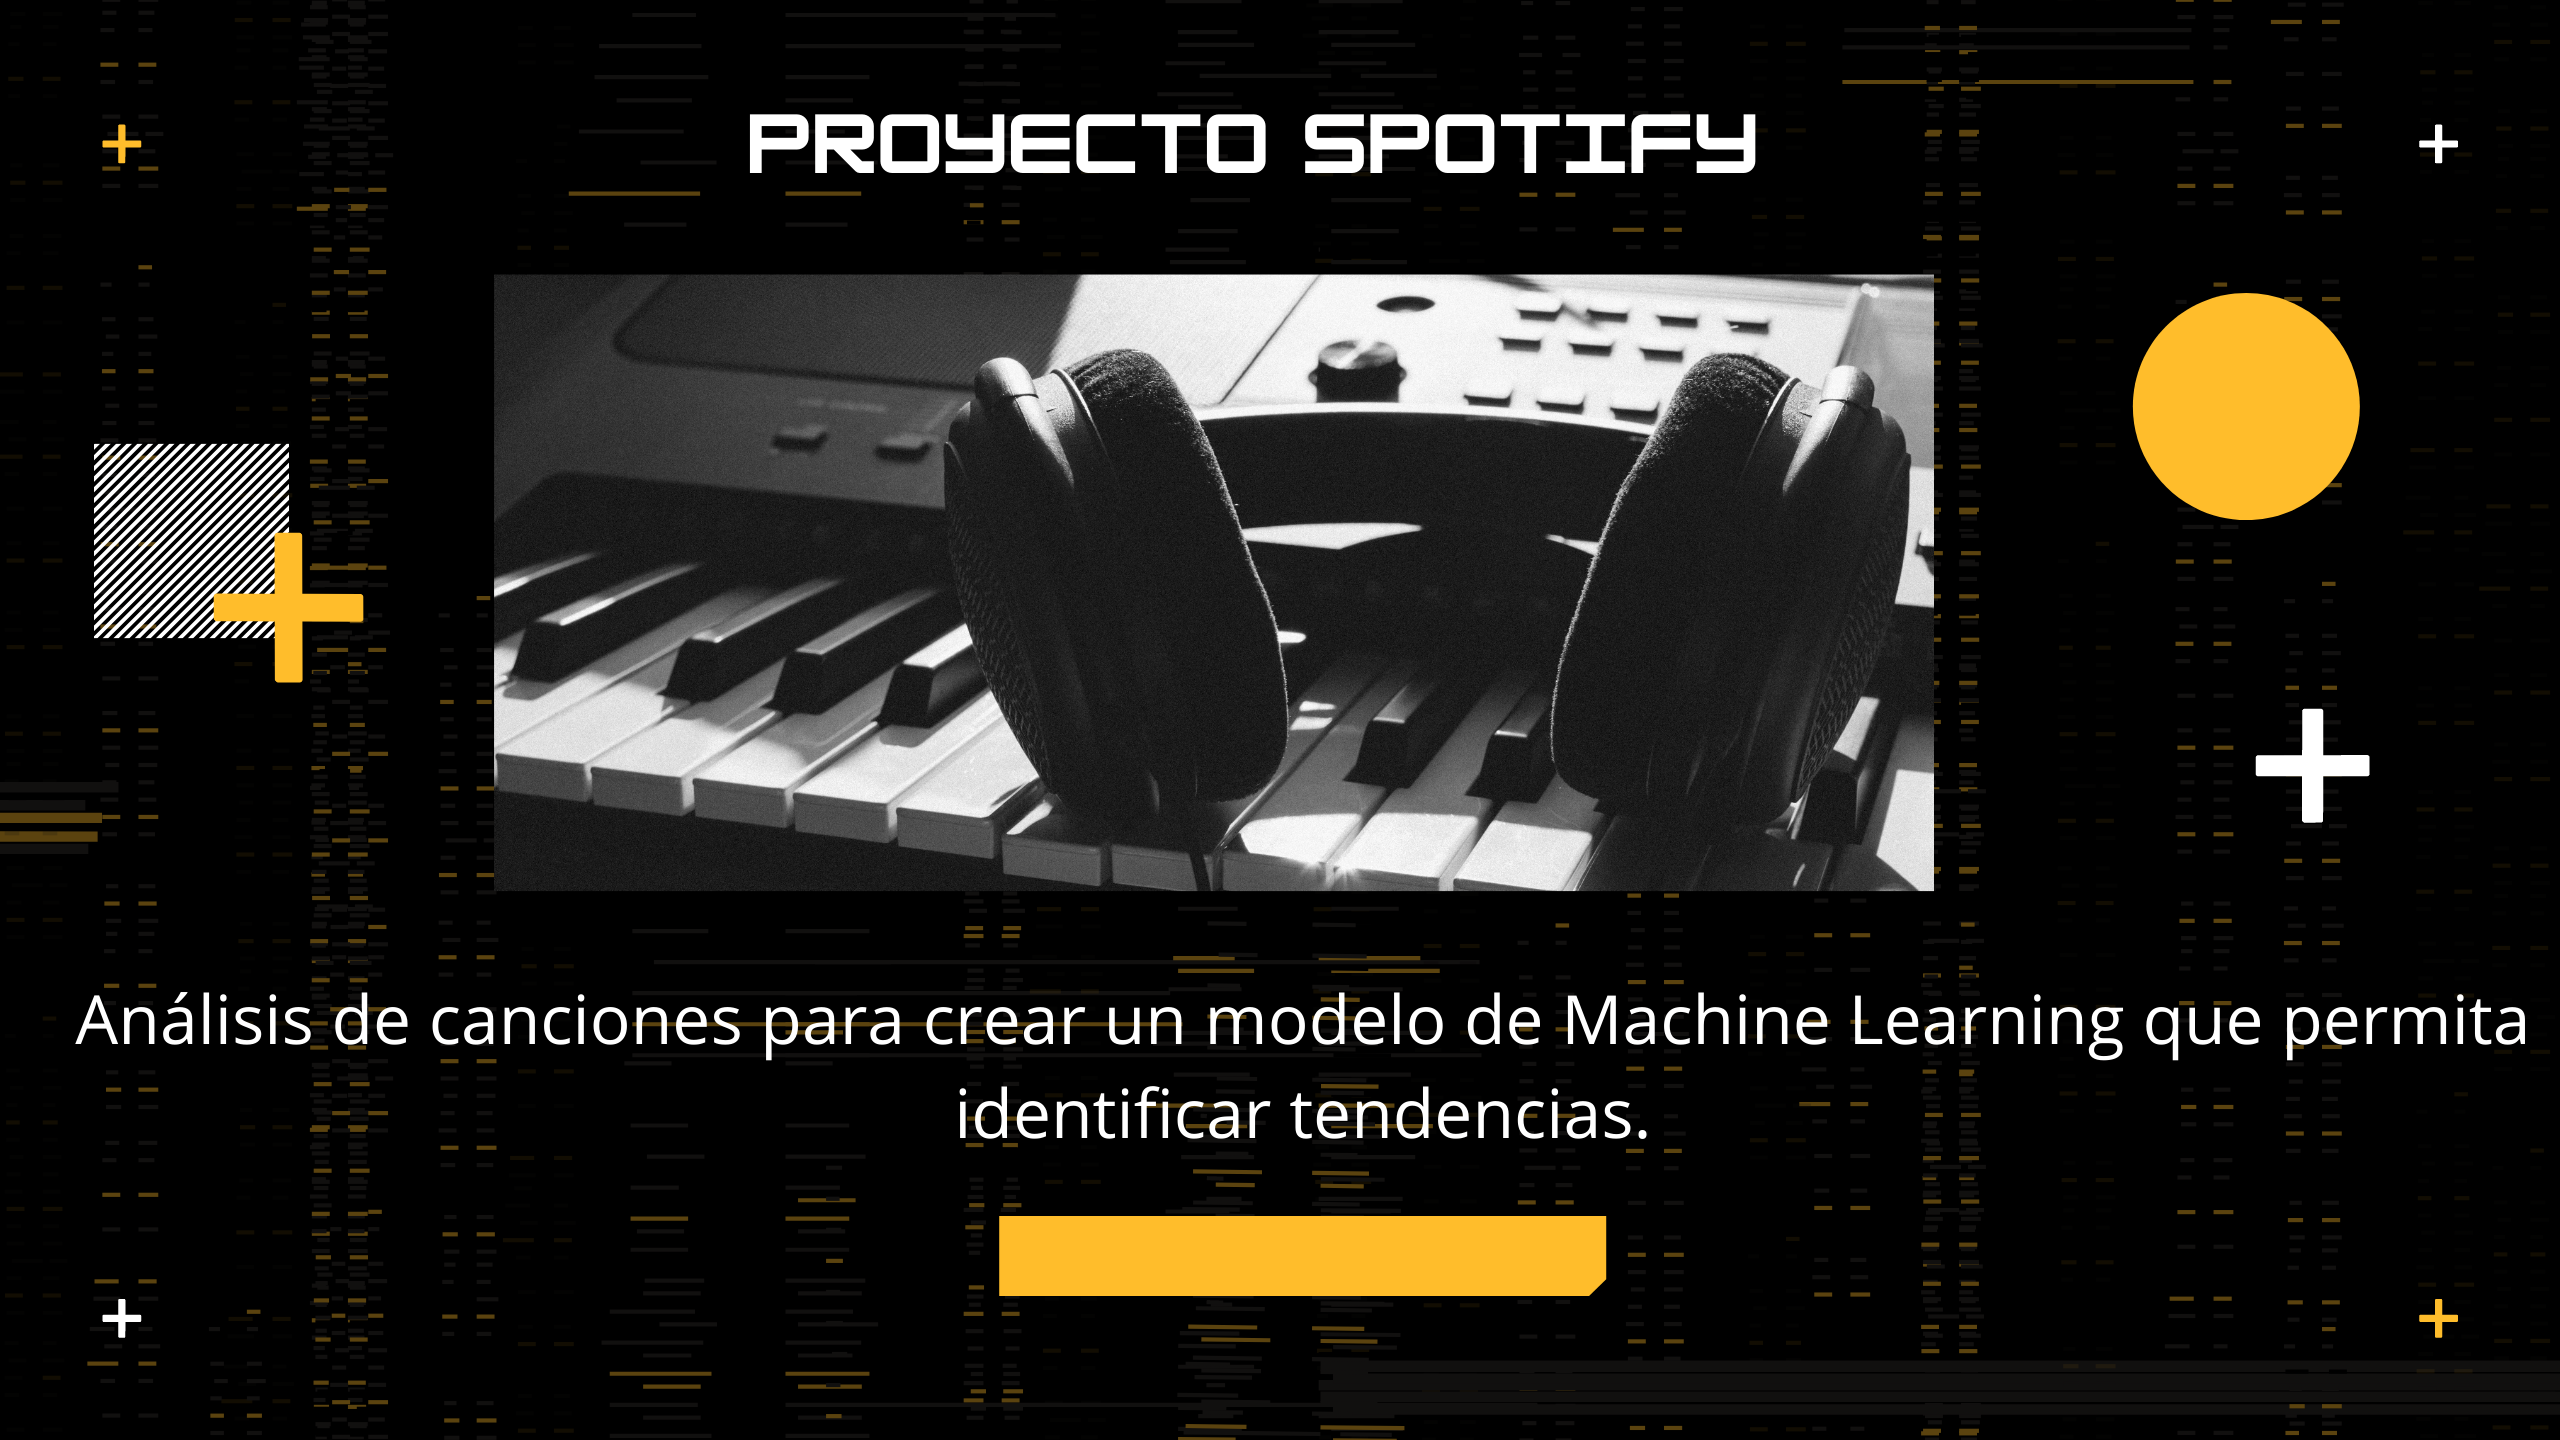 PROYECTO SPOTIFY
Análisis de canciones para crear un modelo de Machine Learning que permita
identificar tendencias.